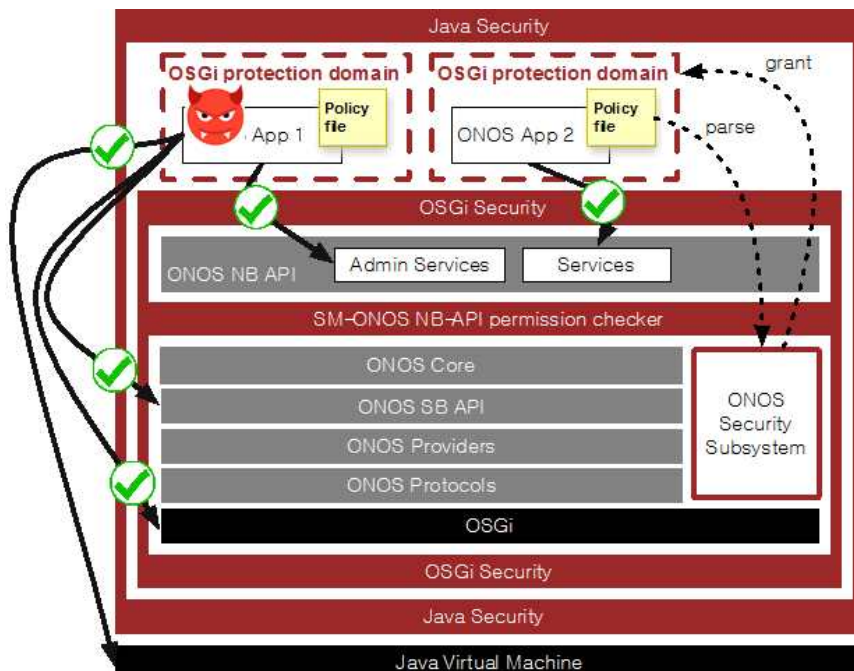 Java Security
OSGi protection domain
OSGi protection domain
grant
Policy
file
App 1
Policy
file
ONOS App 2
parse
OSGi Security
Admin Services
Services
ONOS NB API
SM-ONOS NB-API permission checker
ONOS Core
ONOS SB API
ONOS Providers
ONOS Protocols
ONOS
Security
Subsystem
OSGi
OSGi Security
Java Security
Java Virtual Machine